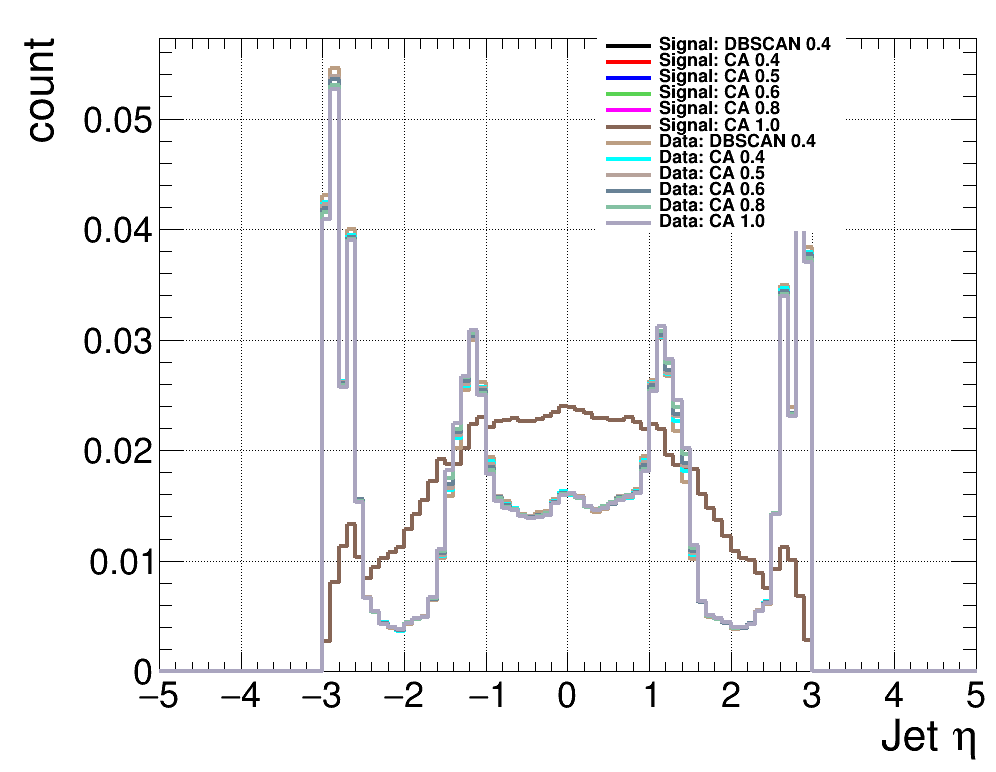 count
Signal: DBSCAN 0.4
Signal: CA 0.4
Signal: CA 0.5
Signal: CA 0.6
Signal: CA 0.8
Signal: CA 1.0
Data: DBSCAN 0.4
Data: CA 0.4
Data: CA 0.5
Data: CA 0.6
Data: CA 0.8
Data: CA 1.0
0.05
0.04
0.03
0.02
0.01
0
−5 −4 −3 −2 −1 0 1 2 3 4 5
Jet η